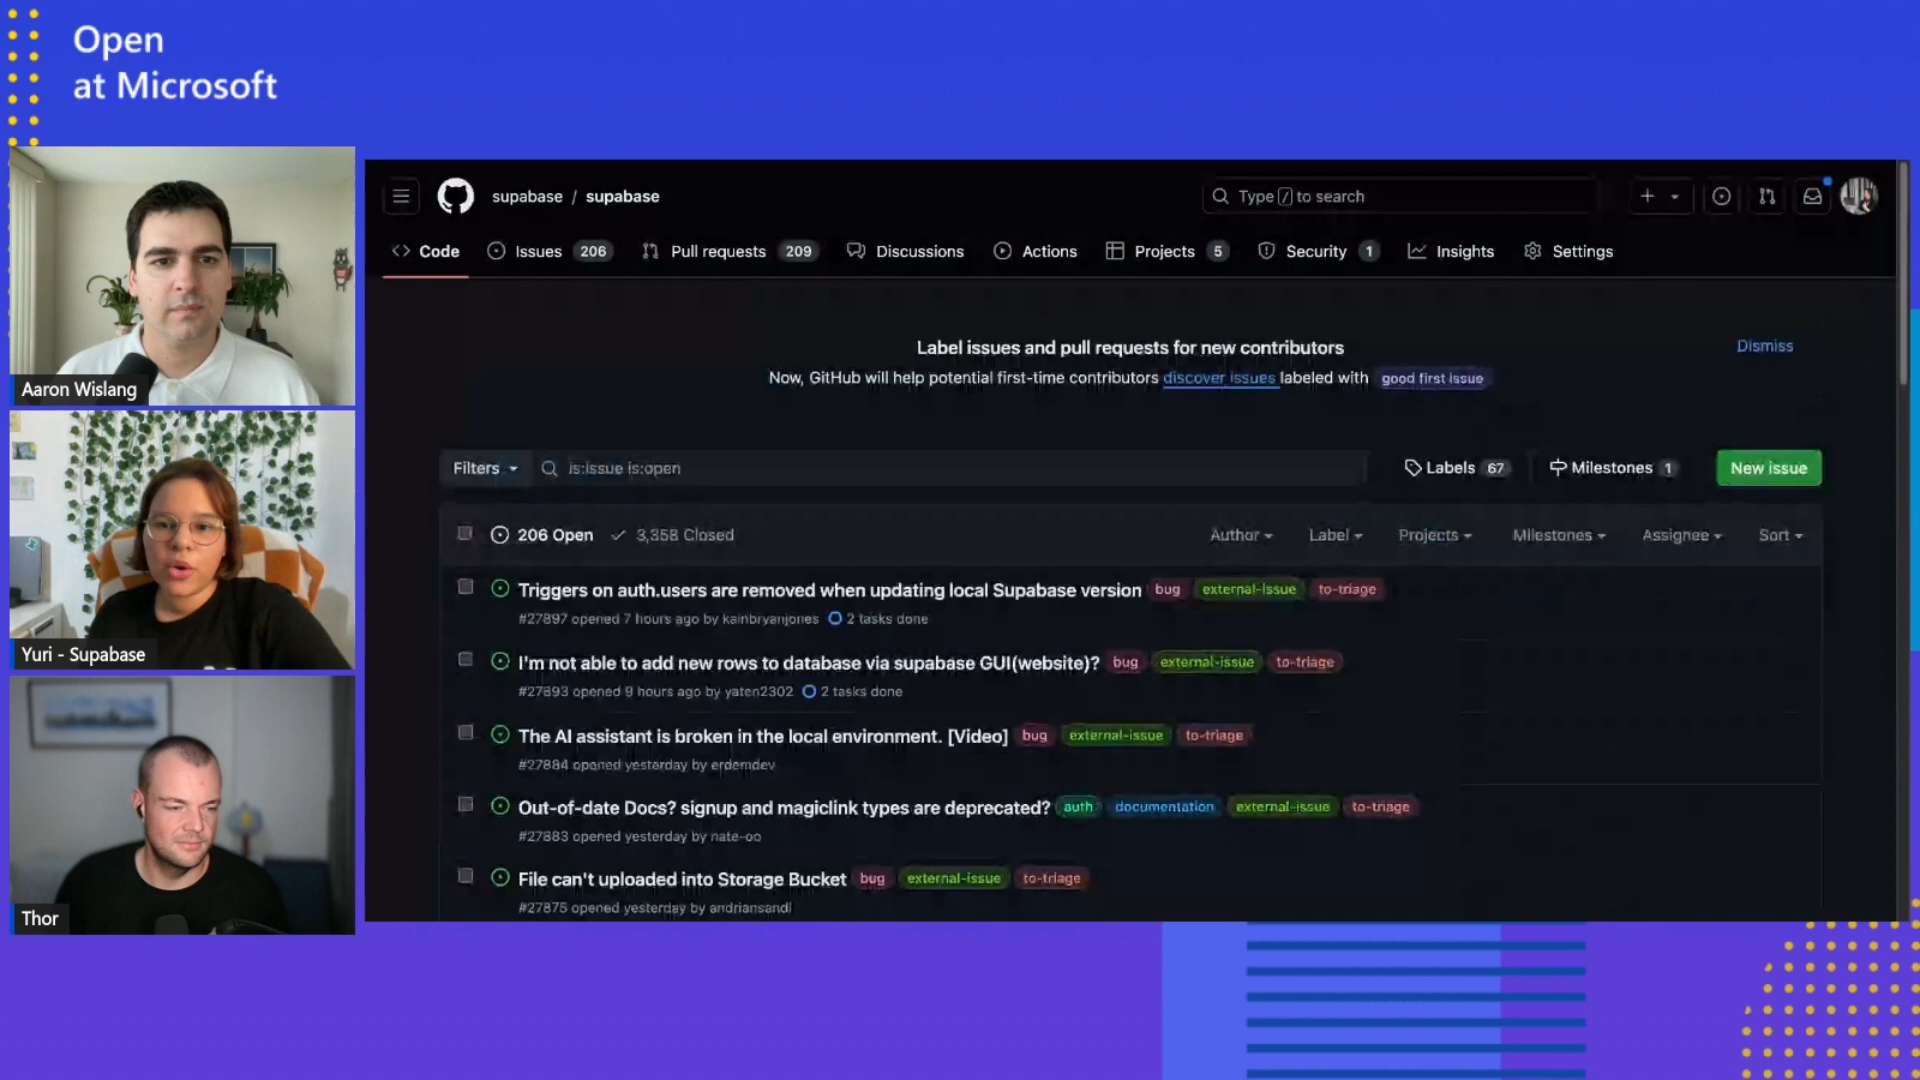 Open
at Microsoft
Aaron Wislang
Yuri - Supabase
Thor
supabase / supabase
Type / to search
Code
Issues 206
Pull requests 209
Discussions
Actions
Projects 5
Security 1
Insights
Settings
Label issues and pull requests for new contributors
Dismiss
Now, GitHub will help potential first-time contributors discover issues labeled with good first issue
Filters
is:issue is:open
Labels 67
Milestones 1
New issue
206 Open
3,358 Closed
Author
Label
Projects
Milestones
Assignee
Sort
Triggers on auth.users are removed when updating local Supabase version bug external-issue to-triage
#27897 opened 7 hours ago by kainbryanjones 2 tasks done
I'm not able to add new rows to database via supabase GUI(website)? bug external-issue to-triage
#27893 opened 9 hours ago by yaten2302 2 tasks done
The AI assistant is broken in the local environment. [Video] bug external-issue to-triage
#27884 opened yesterday by erdemdev
Out-of-date Docs? signup and magiclink types are deprecated? auth documentation external-issue to-triage
#27883 opened yesterday by nate-oo
File can't uploaded into Storage Bucket bug external-issue to-triage
#27875 opened yesterday by andriansandi